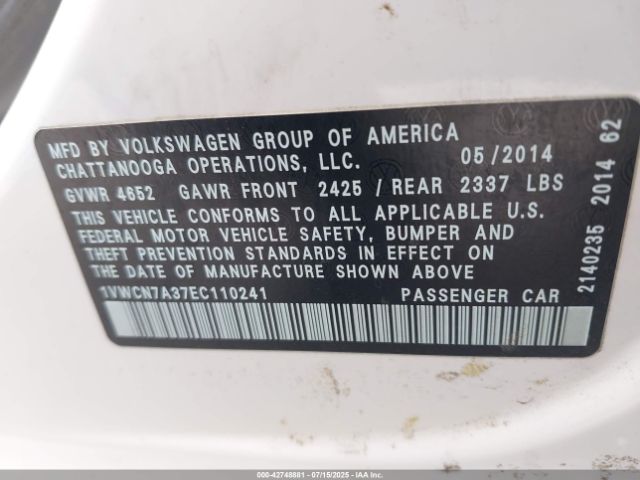 MFD BY VOLKSWAGEN GROUP OF AMERICA
CHATTANOOGA OPERATIONS, LLC. 05/2014
GVWR 4652 GAWR FRONT 2425 / REAR 2337 LBS
THIS VEHICLE CONFORMS TO ALL APPLICABLE U.S.
FEDERAL MOTOR VEHICLE SAFETY, BUMPER AND
THEFT PREVENTION STANDARDS IN EFFECT ON
THE DATE OF MANUFACTURE SHOWN ABOVE
1VWCN7A37EC110241 PASSENGER CAR
2140235 2014 62
000-42748881 - 07/15/2025 - IAAI.COM